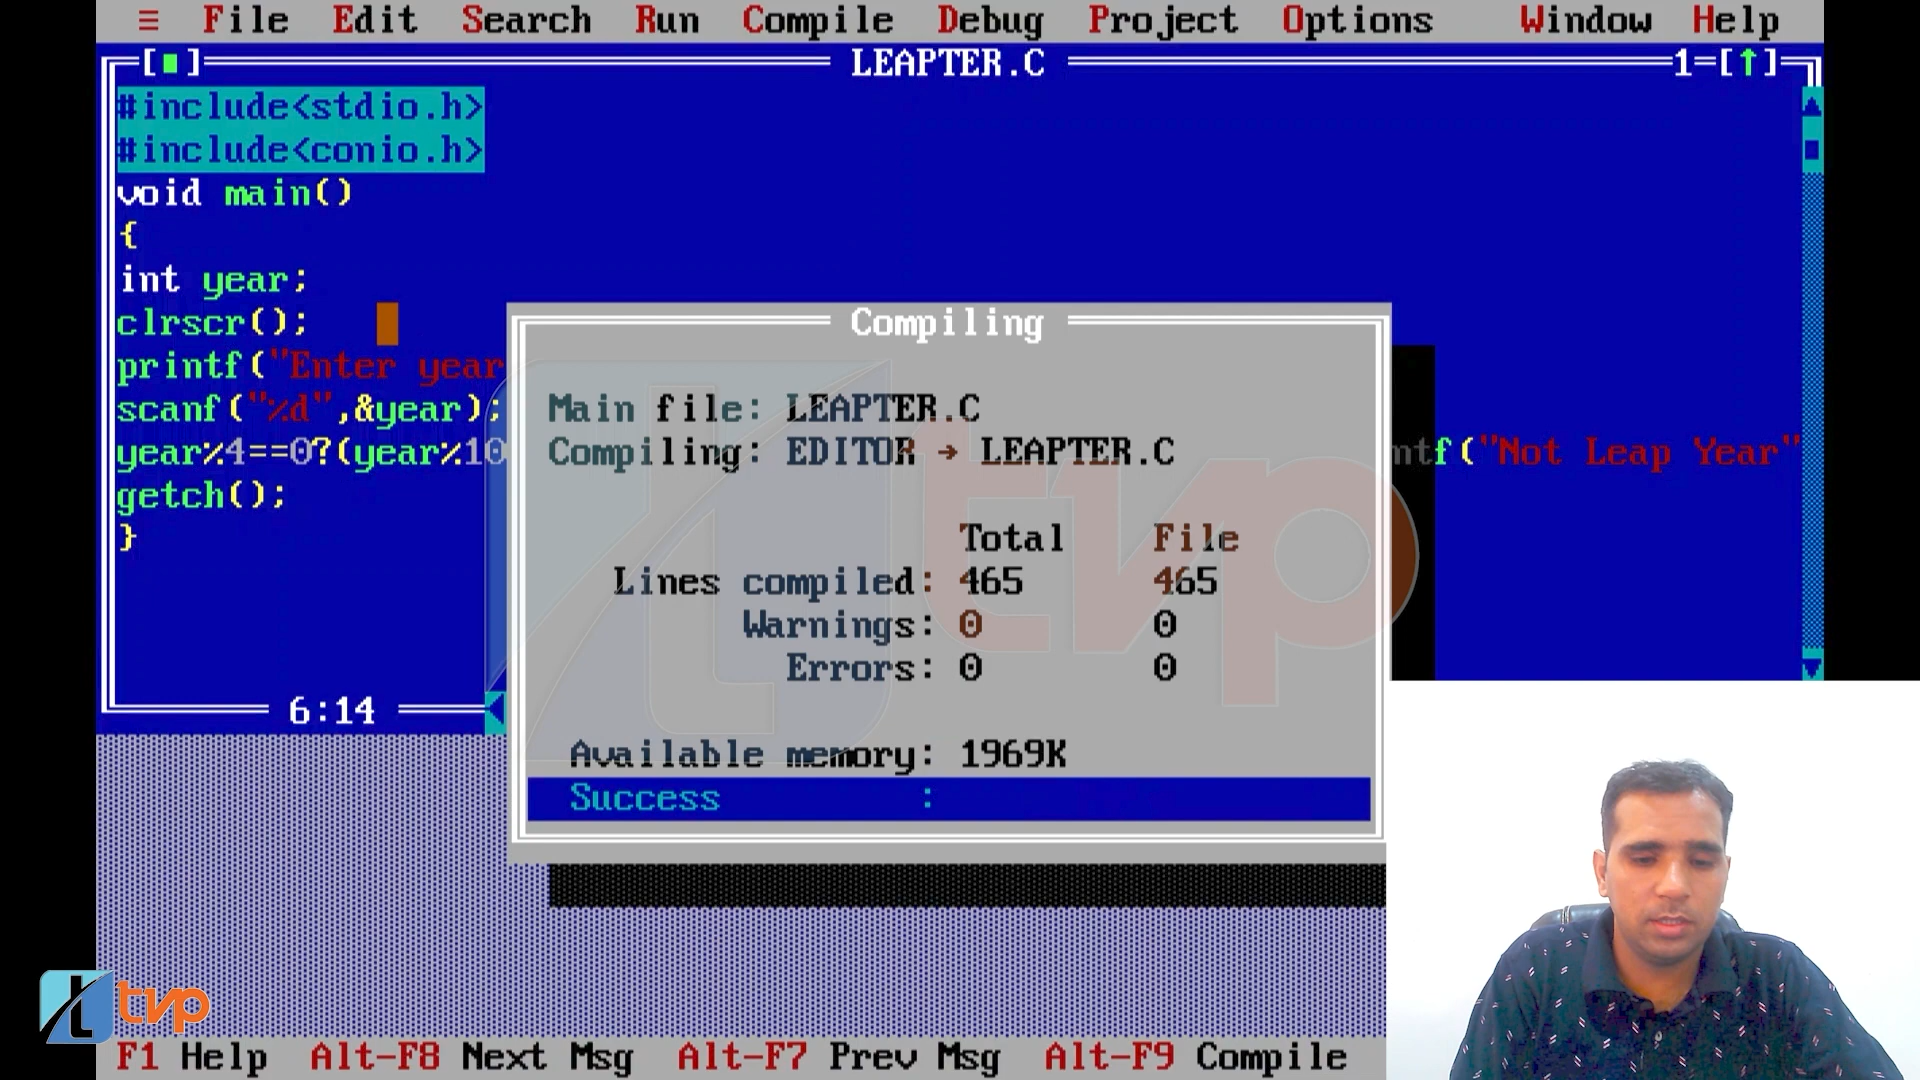 ≡ File Edit Search Run Compile Debug Project Options Window Help
[■] LEAPTER.C 1=[↑]
#include<stdio.h>
#include<conio.h>
void main()
{
int year;
clrscr();
printf("Enter year
scanf("%d",&year);
year%4==0?(year%10
ntf("Not Leap Year"
getch();
}
6:14
Compiling
Main file: LEAPTER.C
Compiling: EDITOR → LEAPTER.C
Total File
Lines compiled: 465 465
Warnings: 0 0
Errors: 0 0
Available memory: 1969K
Success :
tvp
tvp
F1 Help Alt-F8 Next Msg Alt-F7 Prev Msg Alt-F9 Compile